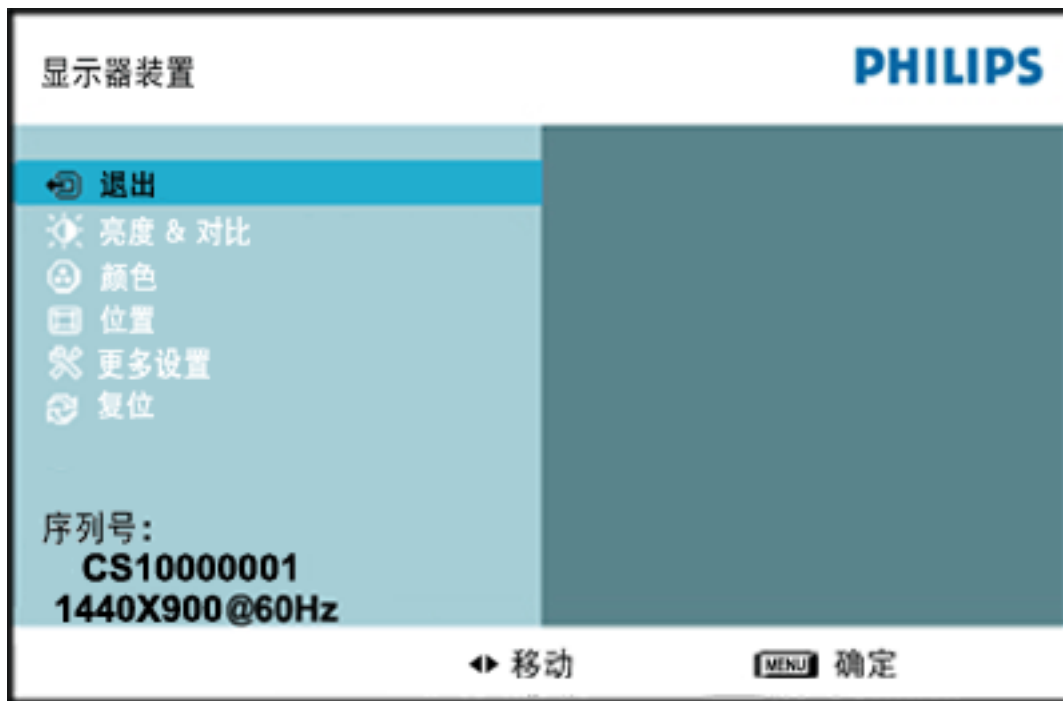 显示器装置
PHILIPS
退出
亮度 & 对比
颜色
位置
更多设置
复位
序列号：
CS10000001
1440X900@60Hz
移动
MENU 确定